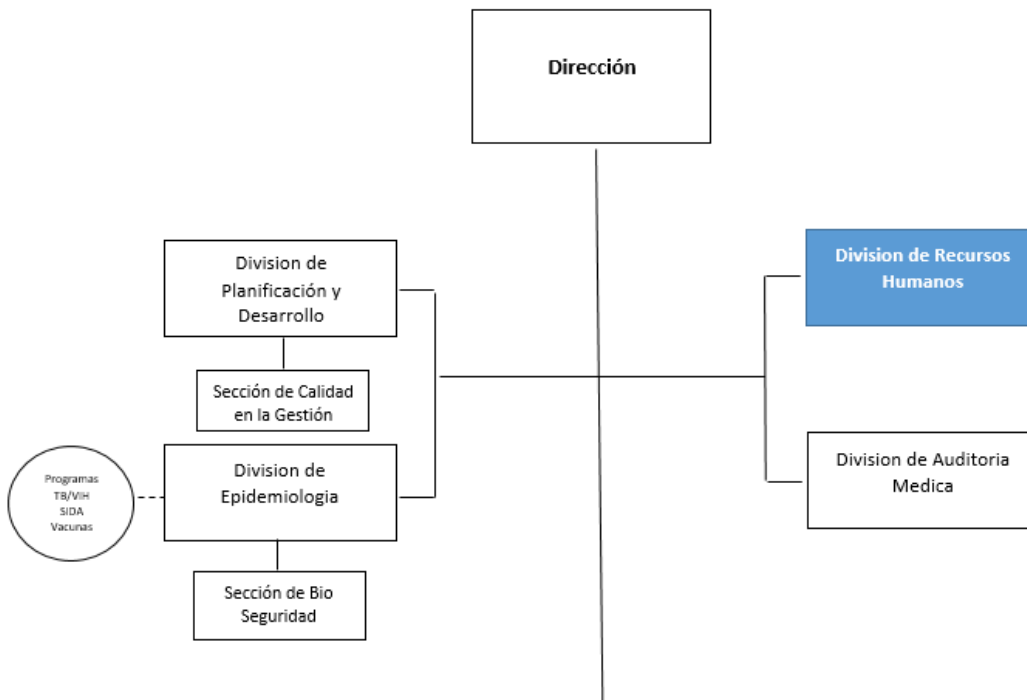 Dirección
Division de
Planificación y
Desarrollo
Sección de Calidad
en la Gestión
Programas
TB/VIH
SIDA
Vacunas
Division de
Epidemiologia
Sección de Bio
Seguridad
Division de Recursos
Humanos
Division de Auditoria
Medica